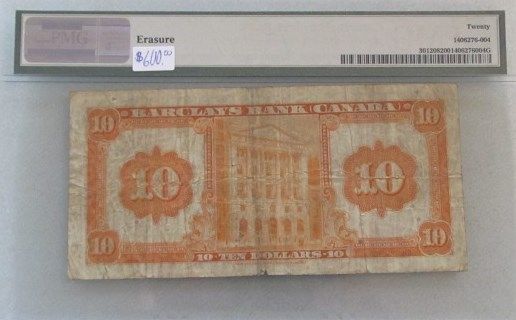 PMG
Erasure
$600.00
Twenty
1406276-004
3012082001406276004G
BARCLAYS BANK (CANADA)
10 10
10 10
10 10
10 · TEN DOLLARS · 10